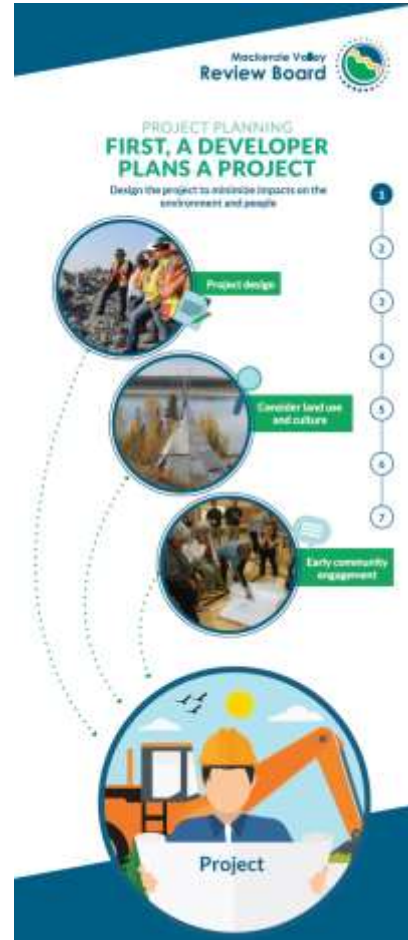 Mackenzie Valley
Review Board
PROJECT PLANNING
FIRST, A DEVELOPER
PLANS A PROJECT
Design the project to minimize impacts on the
environment and people
1
2
3
4
5
6
7
Project design
Consider land use
and culture
Early community
engagement
Project